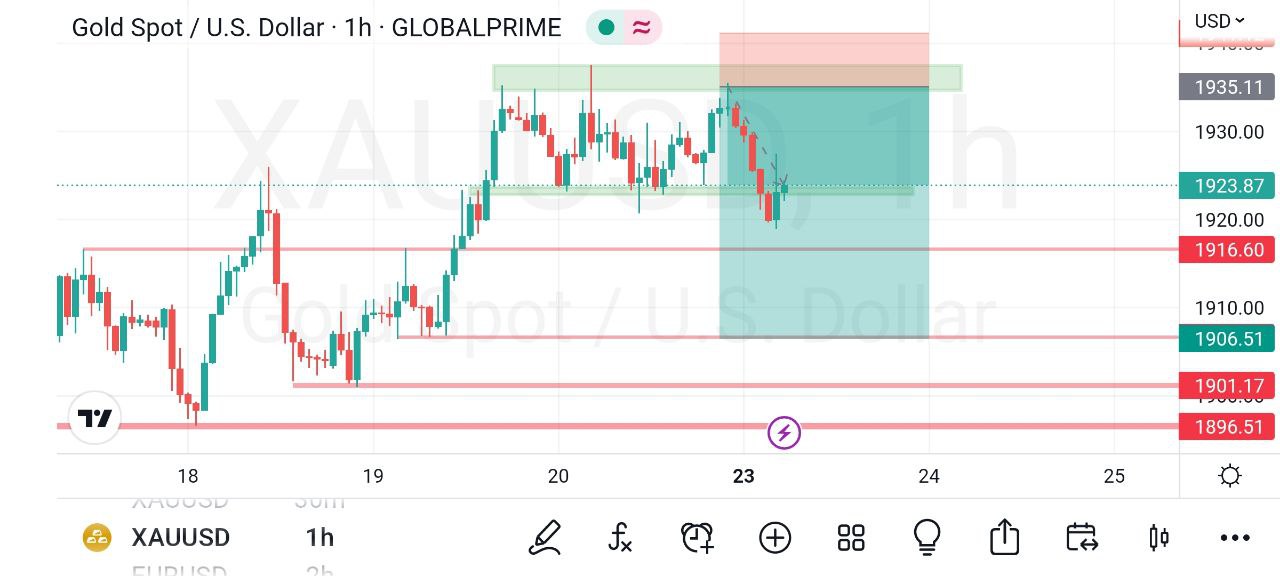 Gold Spot / U.S. Dollar · 1h · GLOBALPRIME
USD
1940.00
1935.11
1930.00
1923.87
1920.00
1916.60
1910.00
1906.51
1901.17
1900.00
1896.51
XAUUSD, 1h
Gold Spot / U.S. Dollar
18 19 20 23 24 25
XAUUSD 30m
XAUUSD 1h
EURUSD 2h